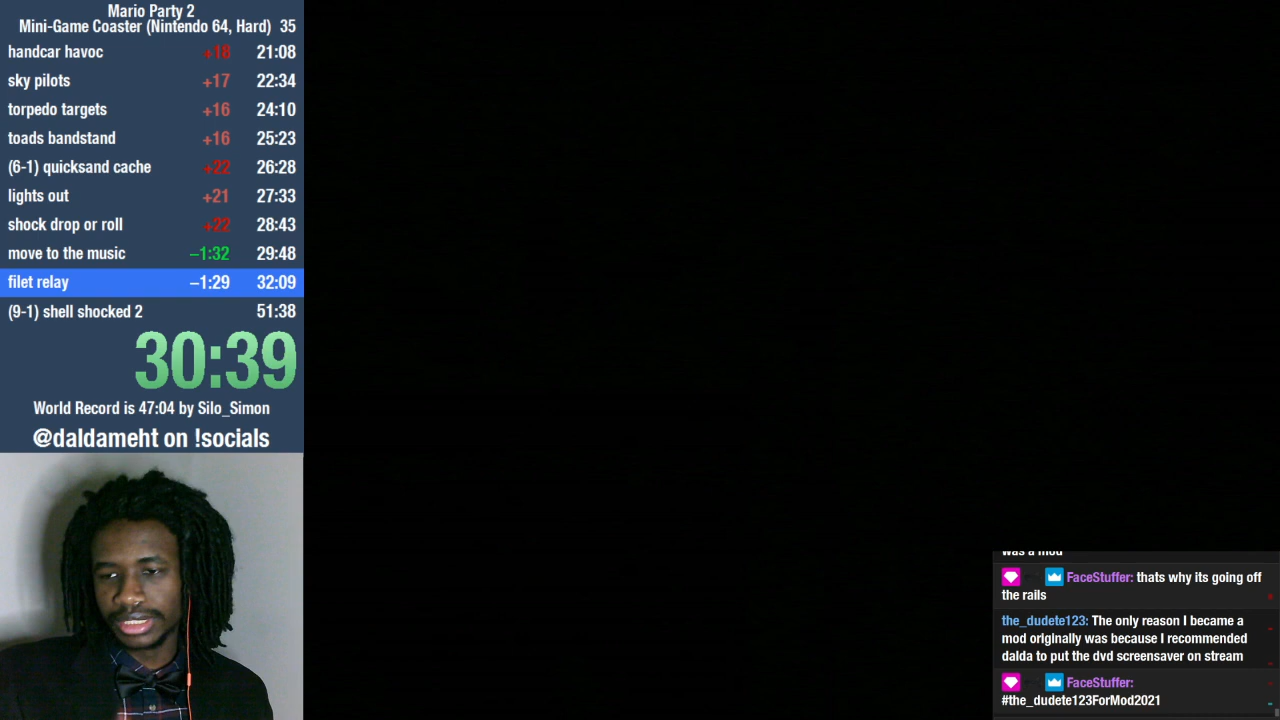 Mario Party 2
Mini-Game Coaster (Nintendo 64, Hard) 35
handcar havoc +18 21:08
sky pilots +17 22:34
torpedo targets +16 24:10
toads bandstand +16 25:23
(6-1) quicksand cache +22 26:28
lights out +21 27:33
shock drop or roll +22 28:43
move to the music −1:32 29:48
filet relay −1:29 32:09
(9-1) shell shocked 2 51:38
30:39
World Record is 47:04 by Silo_Simon
@daldameht on !socials
was a mod
FaceStuffer: thats why its going off
the rails
the_dudete123: The only reason I became a
mod originally was because I recommended
dalda to put the dvd screensaver on stream
FaceStuffer:
#the_dudete123ForMod2021